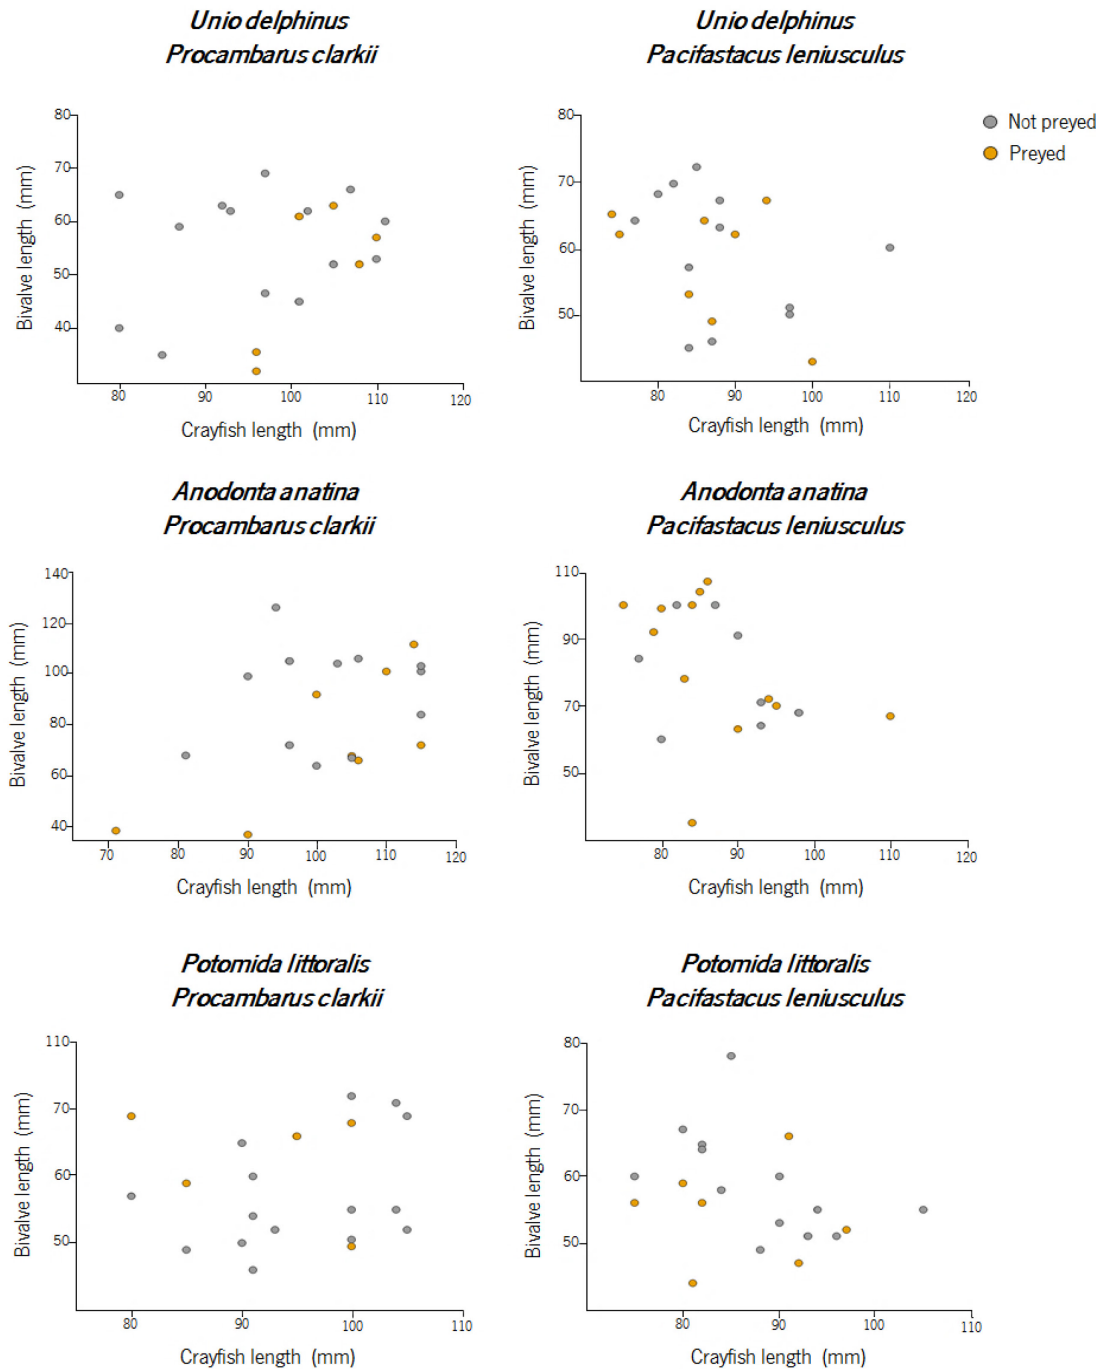 Unio delphinus
Procambarus clarkii
Unio delphinus
Pacifastacus leniusculus
Not preyed
Preyed
80
70
60
50
40
Bivalve length (mm)
80
90
100
110
120
Crayfish length (mm)
80
70
60
50
Bivalve length (mm)
80
90
100
110
120
Crayfish length (mm)
Anodonta anatina
Procambarus clarkii
Anodonta anatina
Pacifastacus leniusculus
140
120
100
80
60
40
Bivalve length (mm)
70
80
90
100
110
120
Crayfish length (mm)
110
90
70
50
Bivalve length (mm)
80
90
100
110
120
Crayfish length (mm)
Potomida littoralis
Procambarus clarkii
Potomida littoralis
Pacifastacus leniusculus
110
70
60
50
Bivalve length (mm)
80
90
100
110
Crayfish length (mm)
80
70
60
50
Bivalve length (mm)
80
90
100
110
Crayfish length (mm)